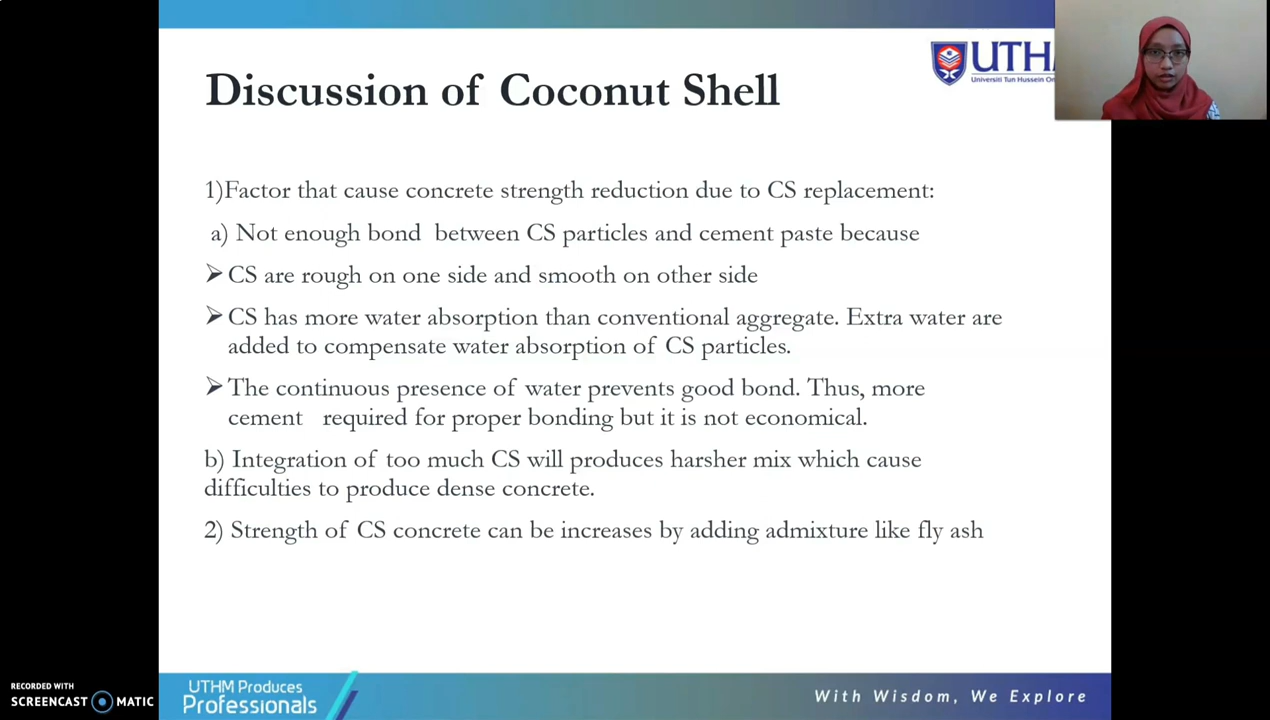 UTH
Universiti Tun Hussein On
Discussion of Coconut Shell
1)Factor that cause concrete strength reduction due to CS replacement:
a) Not enough bond between CS particles and cement paste because
➢ CS are rough on one side and smooth on other side
➢ CS has more water absorption than conventional aggregate. Extra water are
added to compensate water absorption of CS particles.
➢ The continuous presence of water prevents good bond. Thus, more
cement required for proper bonding but it is not economical.
b) Integration of too much CS will produces harsher mix which cause
difficulties to produce dense concrete.
2) Strength of CS concrete can be increases by adding admixture like fly ash
RECORDED WITH
SCREENCAST MATIC
UTHM Produces
Professionals
With Wisdom, We Explore